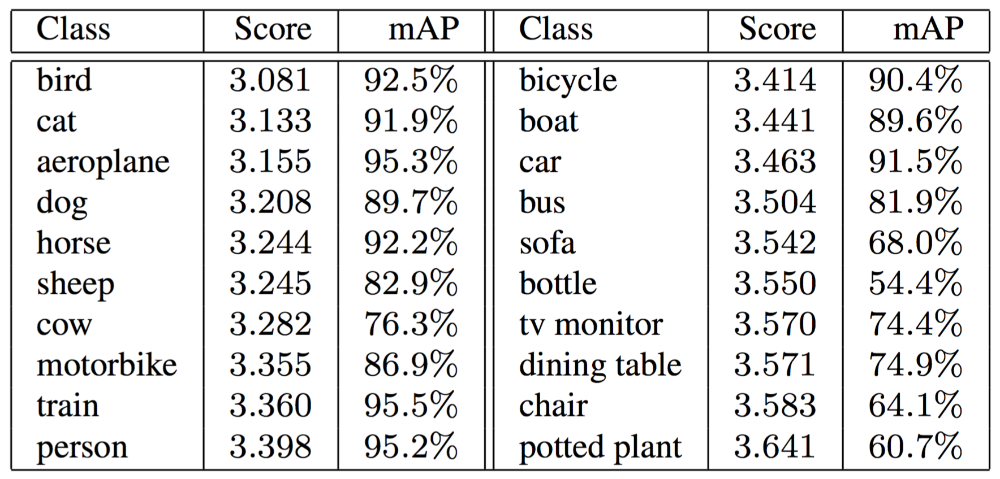 Class Score mAP Class Score mAP
bird 3.081 92.5% bicycle 3.414 90.4%
cat 3.133 91.9% boat 3.441 89.6%
aeroplane 3.155 95.3% car 3.463 91.5%
dog 3.208 89.7% bus 3.504 81.9%
horse 3.244 92.2% sofa 3.542 68.0%
sheep 3.245 82.9% bottle 3.550 54.4%
cow 3.282 76.3% tv monitor 3.570 74.4%
motorbike 3.355 86.9% dining table 3.571 74.9%
train 3.360 95.5% chair 3.583 64.1%
person 3.398 95.2% potted plant 3.641 60.7%